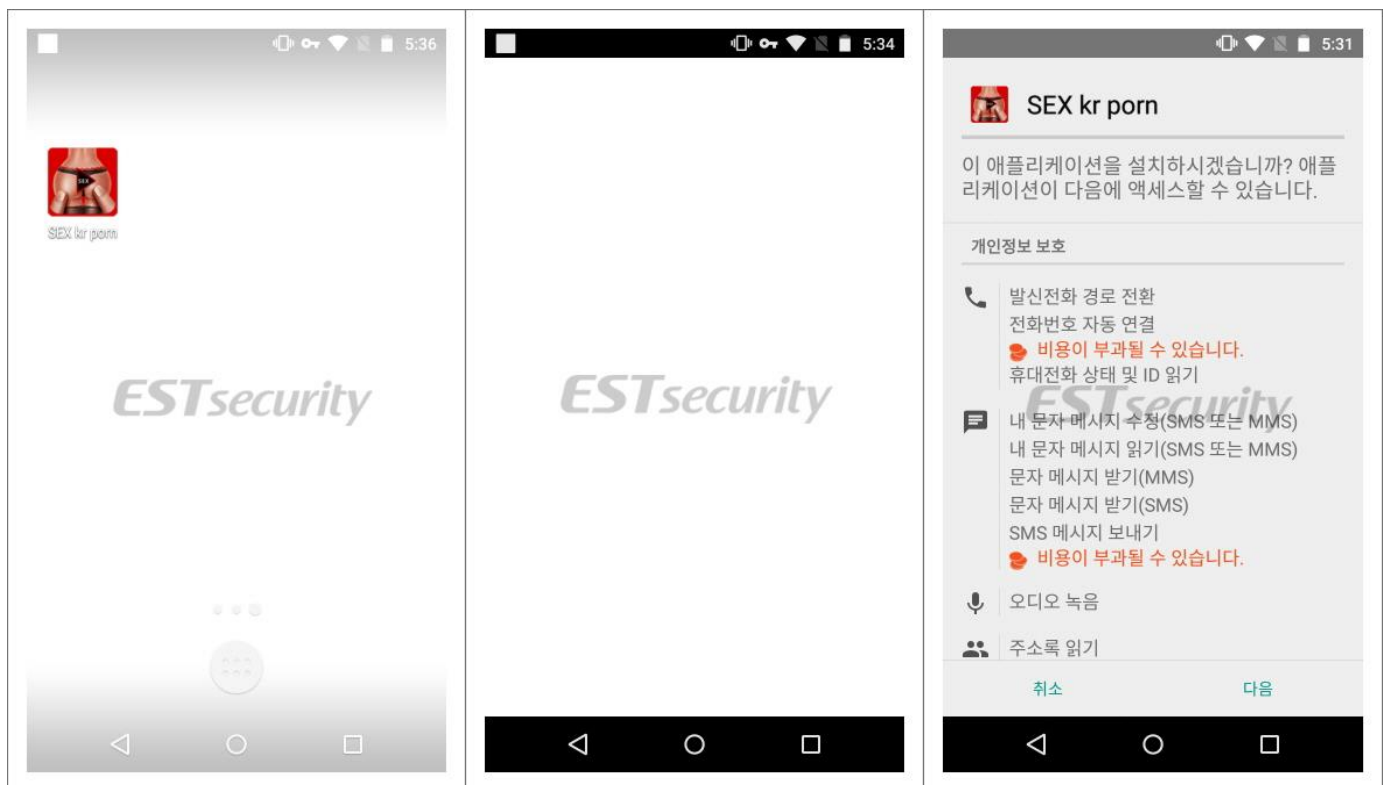 5:36
SEX
SEX kr porn
ESTsecurity
5:34
ESTsecurity
5:31
SEX kr porn
이 애플리케이션을 설치하시겠습니까? 애플
리케이션이 다음에 액세스할 수 있습니다.
개인정보 보호
발신전화 경로 전환
전화번호 자동 연결
비용이 부과될 수 있습니다.
휴대전화 상태 및 ID 읽기
ESTsecurity
내 문자 메시지 수정(SMS 또는 MMS)
내 문자 메시지 읽기(SMS 또는 MMS)
문자 메시지 받기(MMS)
문자 메시지 받기(SMS)
SMS 메시지 보내기
비용이 부과될 수 있습니다.
오디오 녹음
주소록 읽기
취소
다음